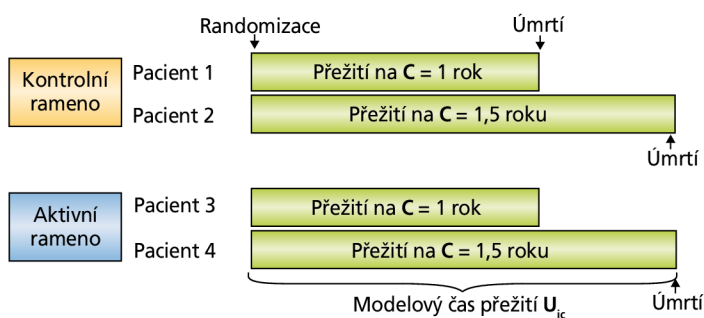 Randomizace
Úmrtí
Kontrolní
rameno
Pacient 1
Přežití na C = 1 rok
Pacient 2
Přežití na C = 1,5 roku
Úmrtí
Aktivní
rameno
Pacient 3
Přežití na C = 1 rok
Pacient 4
Přežití na C = 1,5 roku
Modelový čas přežití Uic
Úmrtí